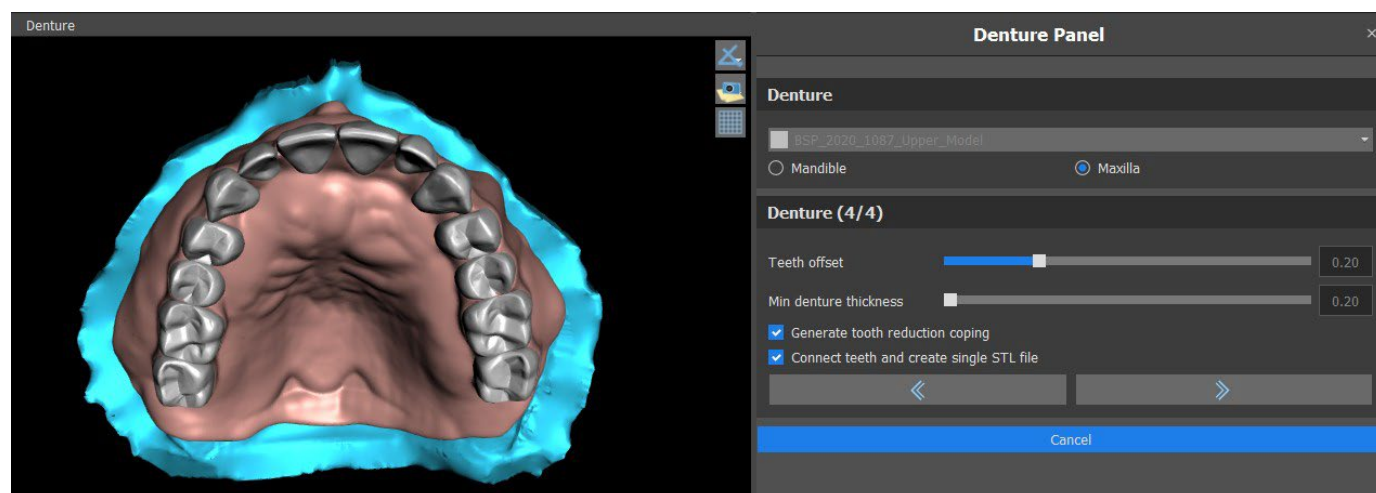 Denture
Denture Panel
×
Denture
BSP_2020_1087_Upper_Model
Mandible
Maxilla
Denture (4/4)
Teeth offset
0.20
Min denture thickness
0.20
Generate tooth reduction coping
Connect teeth and create single STL file
Cancel